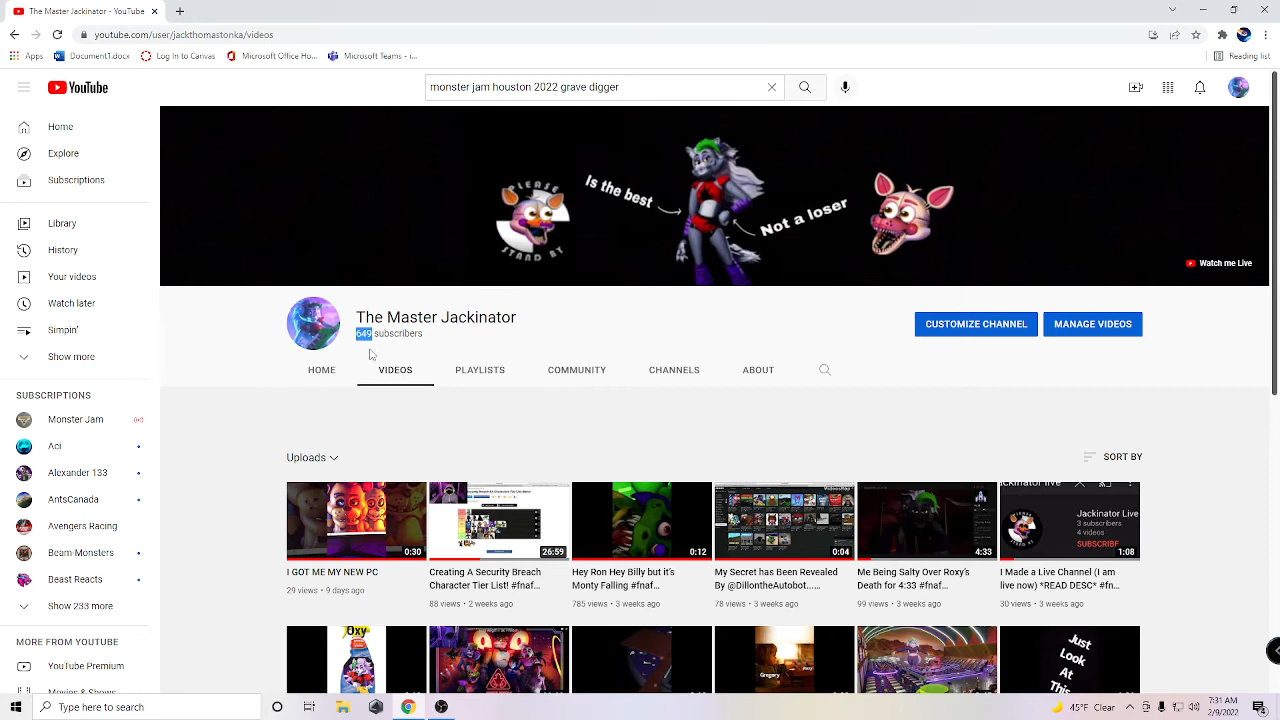 The Master Jackinator - YouTube
youtube.com/jackthomastonka/videos
Apps
Document1.docx
Log In to Canvas
Microsoft Office Ho...
Microsoft Teams - i...
Reading list
YouTube
monster jam houston 2022 grave digger
Home
Explore
Subscriptions
Library
History
Your videos
Watch later
Simpin'
Show more
SUBSCRIPTIONS
Monster Jam
Aci
Alexander 133
AntsCanada
Avengers Racing
Beam-Monsters
Beast Reacts
Show 233 more
MORE FROM YOUTUBE
YouTube Premium
Movies & Shows
PLEASE
STAND BY
Is the best
Not a loser
Watch me Live
The Master Jackinator
649 subscribers
CUSTOMIZE CHANNEL
MANAGE VIDEOS
HOME
VIDEOS
PLAYLISTS
COMMUNITY
CHANNELS
ABOUT
Uploads
SORT BY
0:30
26:59
0:12
0:04
4:33
Jackinator Live
3 subscribers
4 videos
SUBSCRIBE
1:08
I GOT ME MY NEW PC
29 views • 9 days ago
Creating A Security Breach
Character Tier List! #fnaf...
88 views • 2 weeks ago
Hey Ron Hey Billy but it's
Monty Falling #fnaf...
785 views • 3 weeks ago
My Secret has been Revealed
By @DillontheAutobot......
78 views • 3 weeks ago
Me Being Salty Over Roxy's
Death for 4:33 #fnaf...
99 views • 3 weeks ago
I Made a Live Channel (I am
live now) *READ DESC* #fn...
30 views • 3 weeks ago
Oxy
Gregory
Just
Look
At
This
Type here to search
45°F Clear
7:31 AM
2/9/2022